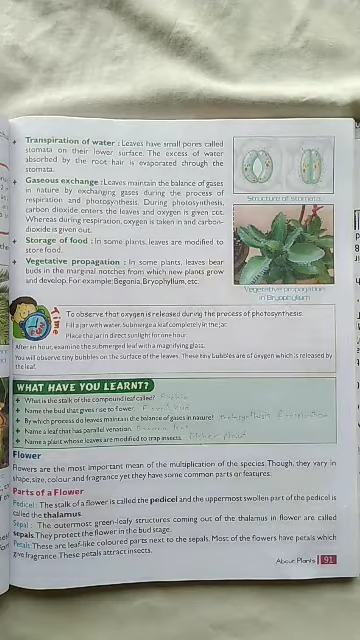 Transpiration of water : Leaves have small pores called
stomata on their lower surface. The excess of water
absorbed by the root hair is evaporated through the
stomata.
Gaseous exchange : Leaves maintain the balance of gases
in nature by exchanging gases during the process of
respiration and photosynthesis. During photosynthesis,
carbon dioxide enters the leaves and oxygen is given out.
Whereas during respiration, oxygen is taken in and carbon-
dioxide is given out.
Storage of food : In some plants, leaves are modified to
store food.
Vegetative propagation : In some plants, leaves bear
buds in the marginal notches from which new plants grow
and develop. For example: Begonia, Bryophyllum, etc.
Structure of stomata
Vegetative propagation
in Bryophyllum
To observe that oxygen is released during the process of photosynthesis.
Fill a jar with water. Submerge a leaf completely in the jar.
Place the jar in direct sunlight for one hour.
After an hour, examine the submerged leaf with a magnifying glass.
You will observe tiny bubbles on the surface of the leaves. These tiny bubbles are of oxygen which is released by
the leaf.
WHAT HAVE YOU LEARNT?
What is the stalk of the compound leaf called?
Name the bud that gives rise to flower.
By which process do leaves maintain the balance of gases in nature?
Name a leaf that has parallel venation.
Name a plant whose leaves are modified to trap insects. Pitcher plant
Flower
Flowers are the most important mean of the multiplication of the species. Though, they vary in
shape, size, colour and fragrance yet they have some common parts or features.
Parts of a Flower
Pedicel : The stalk of a flower is called the pedicel and the uppermost swollen part of the pedicel is
called the thalamus.
Sepal : The outermost green-leafy structures coming out of the thalamus in flower are called
sepals. They protect the flower in the bud stage.
Petals: These are leaf-like coloured parts next to the sepals. Most of the flowers have petals which
give fragrance. These petals attract insects.
About Plants 91